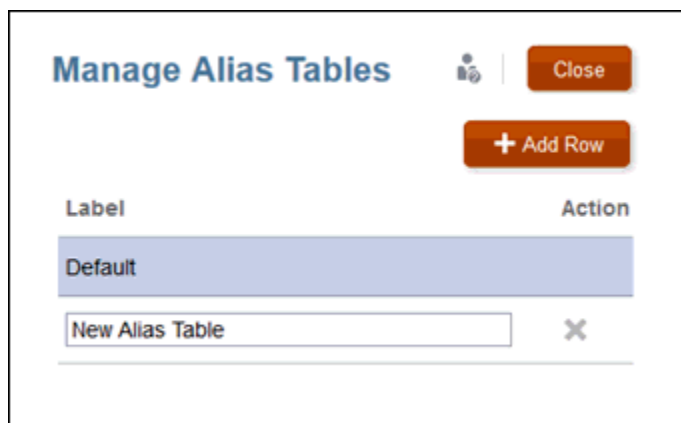 Manage Alias Tables
Close
+ Add Row
Label Action
Default
New Alias Table